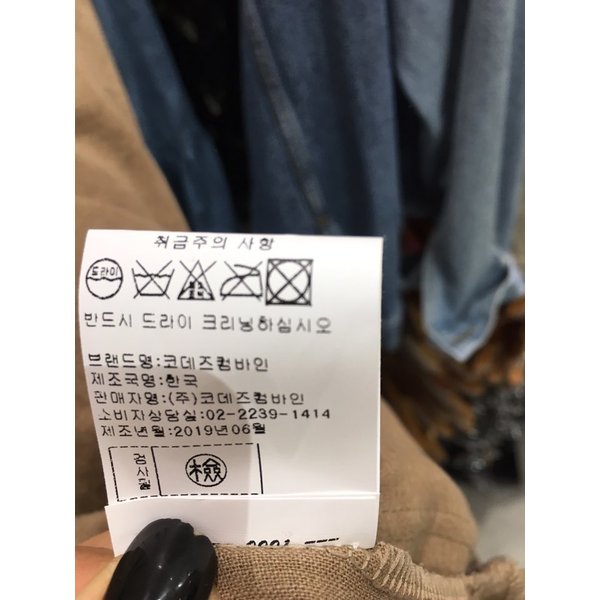 취급주의 사항
드라이
반드시 드라이 크리닝하십시오
브랜드명:코데즈컴바인
제조국명:한국
판매자명:(주)코데즈컴바인
소비자상담실:02-2239-1414
제조년월:2019년06월
검사필
檢